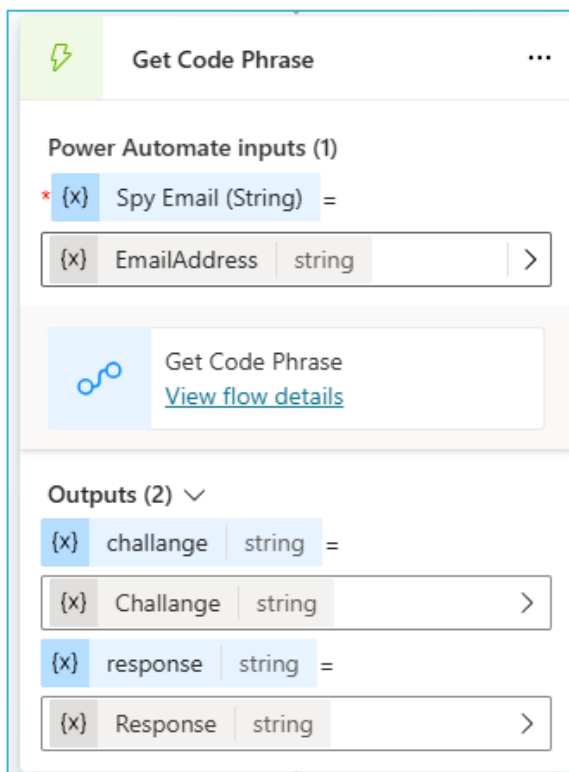 Get Code Phrase ...
Power Automate inputs (1)
* {x} Spy Email (String) =
{x} EmailAddress string
Get Code Phrase
View flow details
Outputs (2)
{x} challange string =
{x} Challange string
{x} response string =
{x} Response string